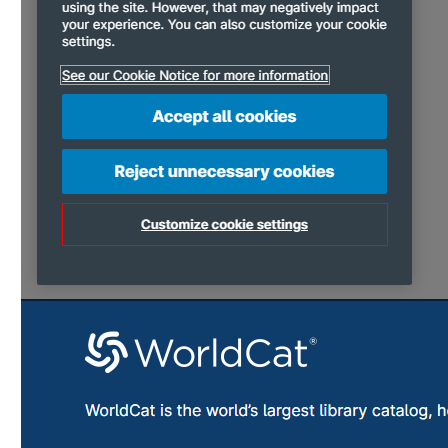 using the site. However, that may negatively impact
your experience. You can also customize your cookie
settings.
See our Cookie Notice for more information
Accept all cookies
Reject unnecessary cookies
Customize cookie settings
WorldCat®
WorldCat is the world's largest library catalog, h